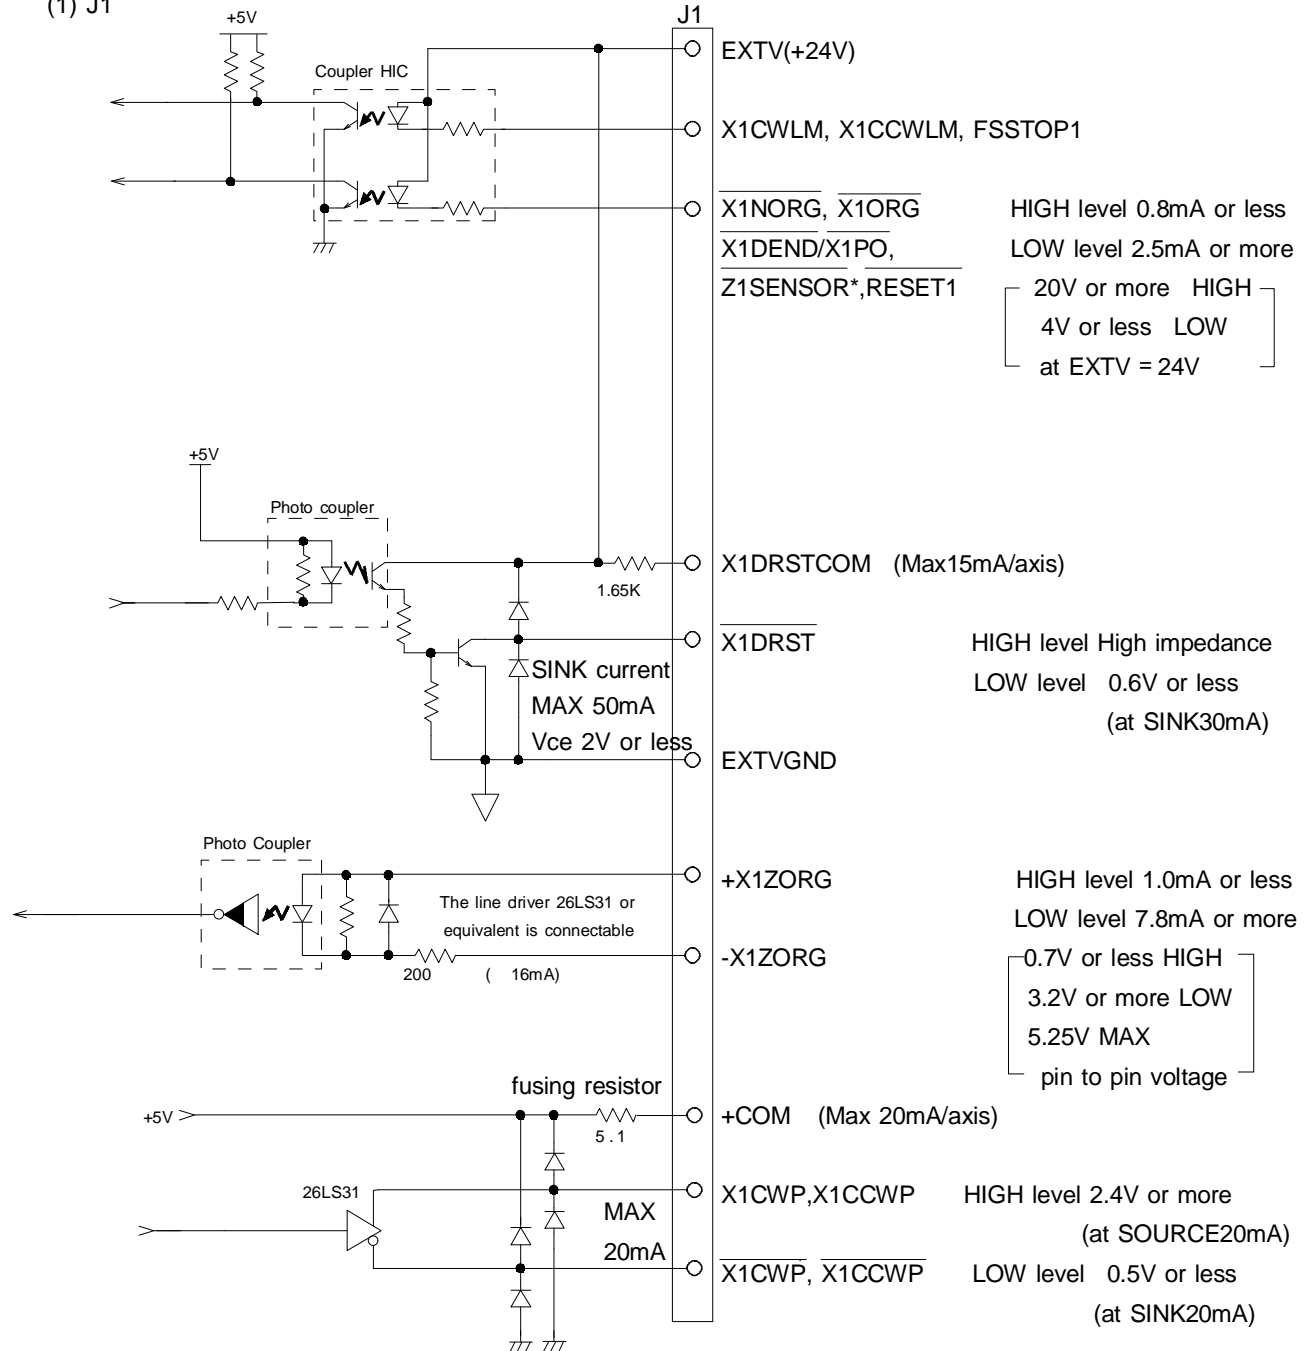 (1) J1
+5V
J1
EXTV(+24V)
Coupler HIC
X1CWLM, X1CCWLM, FSSTOP1
X1NORG, X1ORG
HIGH level 0.8mA or less
X1DEND/X1PO,
LOW level 2.5mA or more
Z1SENSOR*,RESET1
20V or more HIGH
4V or less LOW
at EXTV = 24V
+5V
Photo coupler
X1DRSTCOM (Max15mA/axis)
1.65K
X1DRST
HIGH level High impedance
SINK current
LOW level 0.6V or less
MAX 50mA
(at SINK30mA)
Vce 2V or less
EXTVGND
Photo Coupler
+X1ZORG
HIGH level 1.0mA or less
The line driver 26LS31 or
equivalent is connectable
LOW level 7.8mA or more
-X1ZORG
200 ( 16mA)
0.7V or less HIGH
3.2V or more LOW
5.25V MAX
pin to pin voltage
fusing resistor
+5V
+COM (Max 20mA/axis)
5.1
26LS31
X1CWP,X1CCWP
HIGH level 2.4V or more
MAX
(at SOURCE20mA)
20mA
X1CWP, X1CCWP
LOW level 0.5V or less
(at SINK20mA)